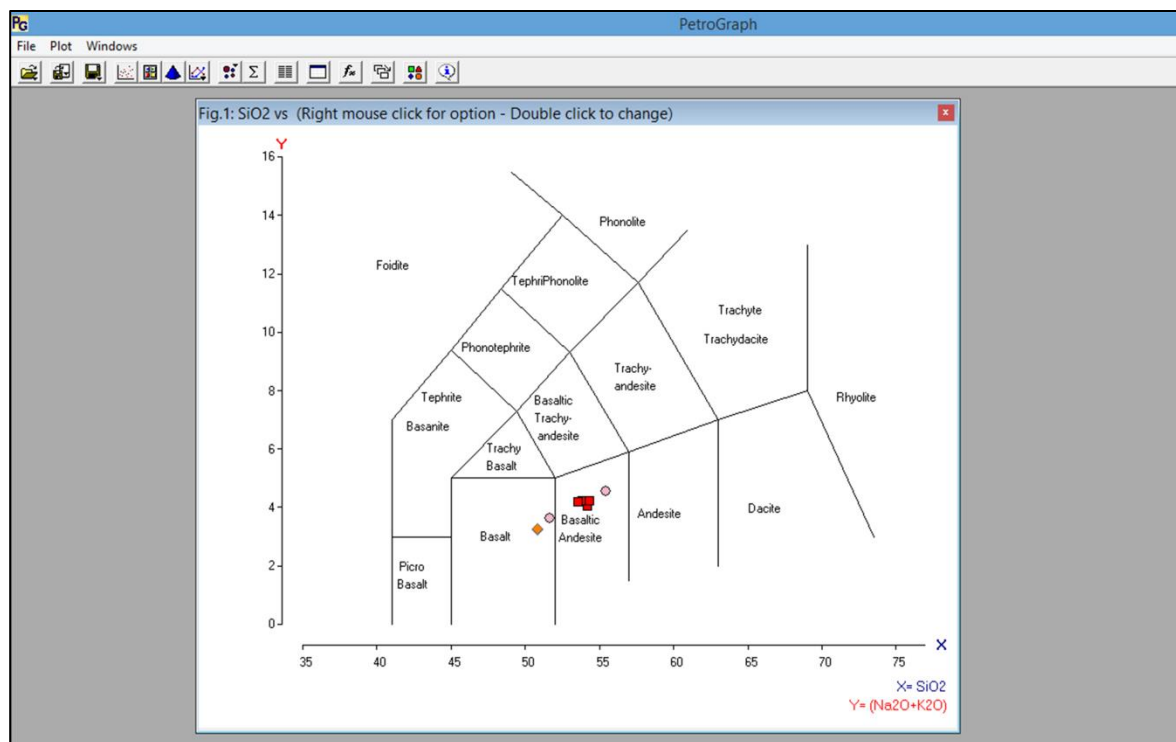 PG PetroGraph
File Plot Windows
Σ fx
Fig.1: SiO2 vs (Right mouse click for option - Double click to change) x
Y
16
14
12
10
8
6
4
2
0
Phonolite
Foidite
TephriPhonolite
Trachyte
Trachydacite
Phonotephrite
Trachy-
andesite
Tephrite
Basanite
Basaltic
Trachy-
andesite
Rhyolite
Trachy
Basalt
Basalt
Basaltic
Andesite
Andesite
Dacite
Picro
Basalt
35 40 45 50 55 60 65 70 75
X
X= SiO2
Y= (Na2O+K2O)